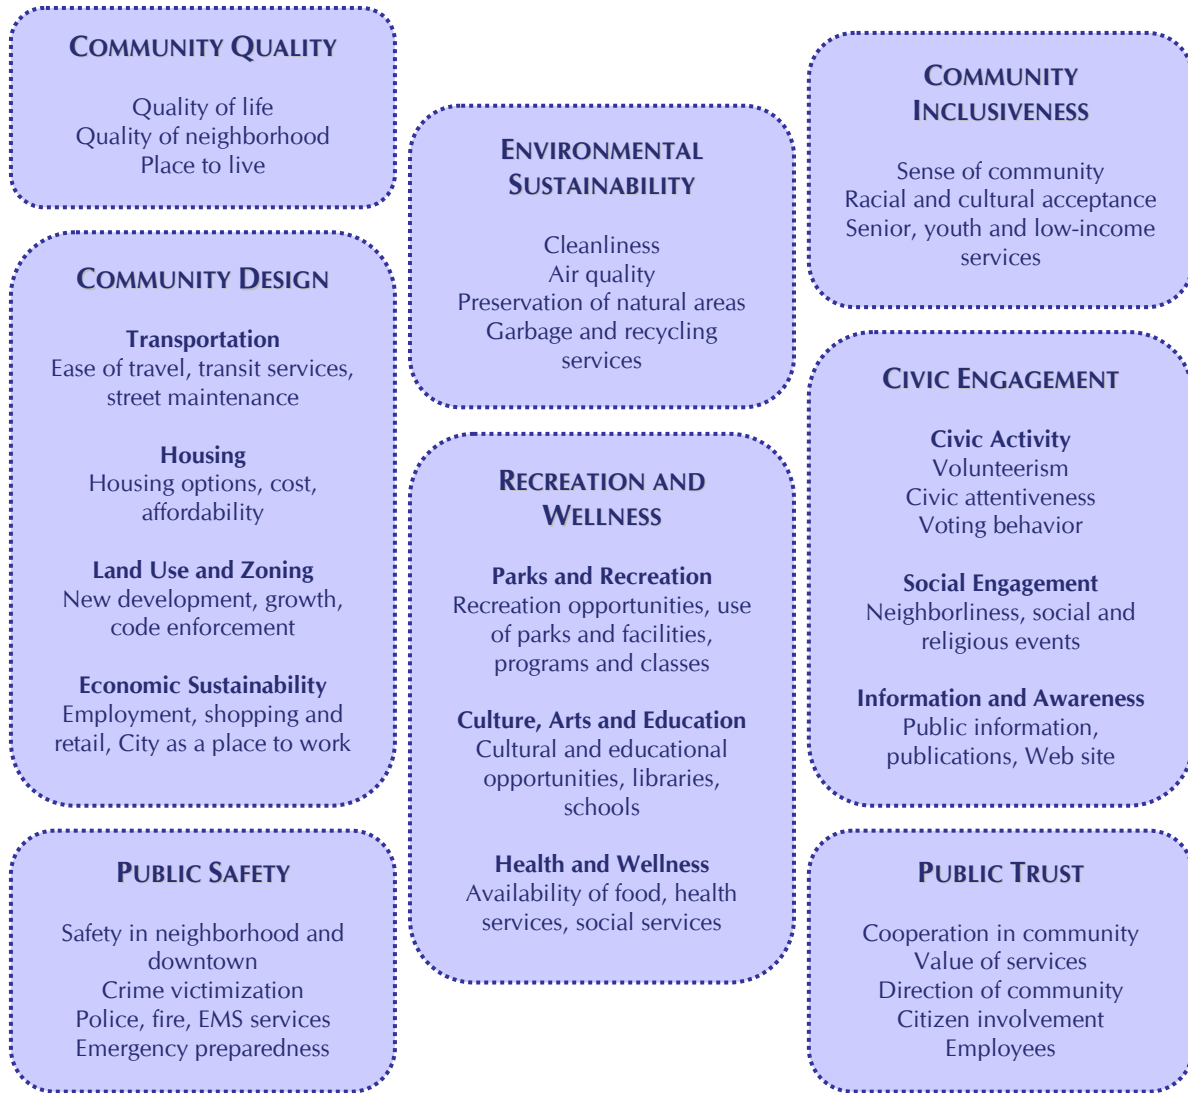 COMMUNITY QUALITY
Quality of life
Quality of neighborhood
Place to live
COMMUNITY DESIGN
Transportation
Ease of travel, transit services,
street maintenance
Housing
Housing options, cost,
affordability
Land Use and Zoning
New development, growth,
code enforcement
Economic Sustainability
Employment, shopping and
retail, City as a place to work
PUBLIC SAFETY
Safety in neighborhood and
downtown
Crime victimization
Police, fire, EMS services
Emergency preparedness
ENVIRONMENTAL
SUSTAINABILITY
Cleanliness
Air quality
Preservation of natural areas
Garbage and recycling
services
RECREATION AND
WELLNESS
Parks and Recreation
Recreation opportunities, use
of parks and facilities,
programs and classes
Culture, Arts and Education
Cultural and educational
opportunities, libraries,
schools
Health and Wellness
Availability of food, health
services, social services
COMMUNITY
INCLUSIVENESS
Sense of community
Racial and cultural acceptance
Senior, youth and low-income
services
CIVIC ENGAGEMENT
Civic Activity
Volunteerism
Civic attentiveness
Voting behavior
Social Engagement
Neighborliness, social and
religious events
Information and Awareness
Public information,
publications, Web site
PUBLIC TRUST
Cooperation in community
Value of services
Direction of community
Citizen involvement
Employees